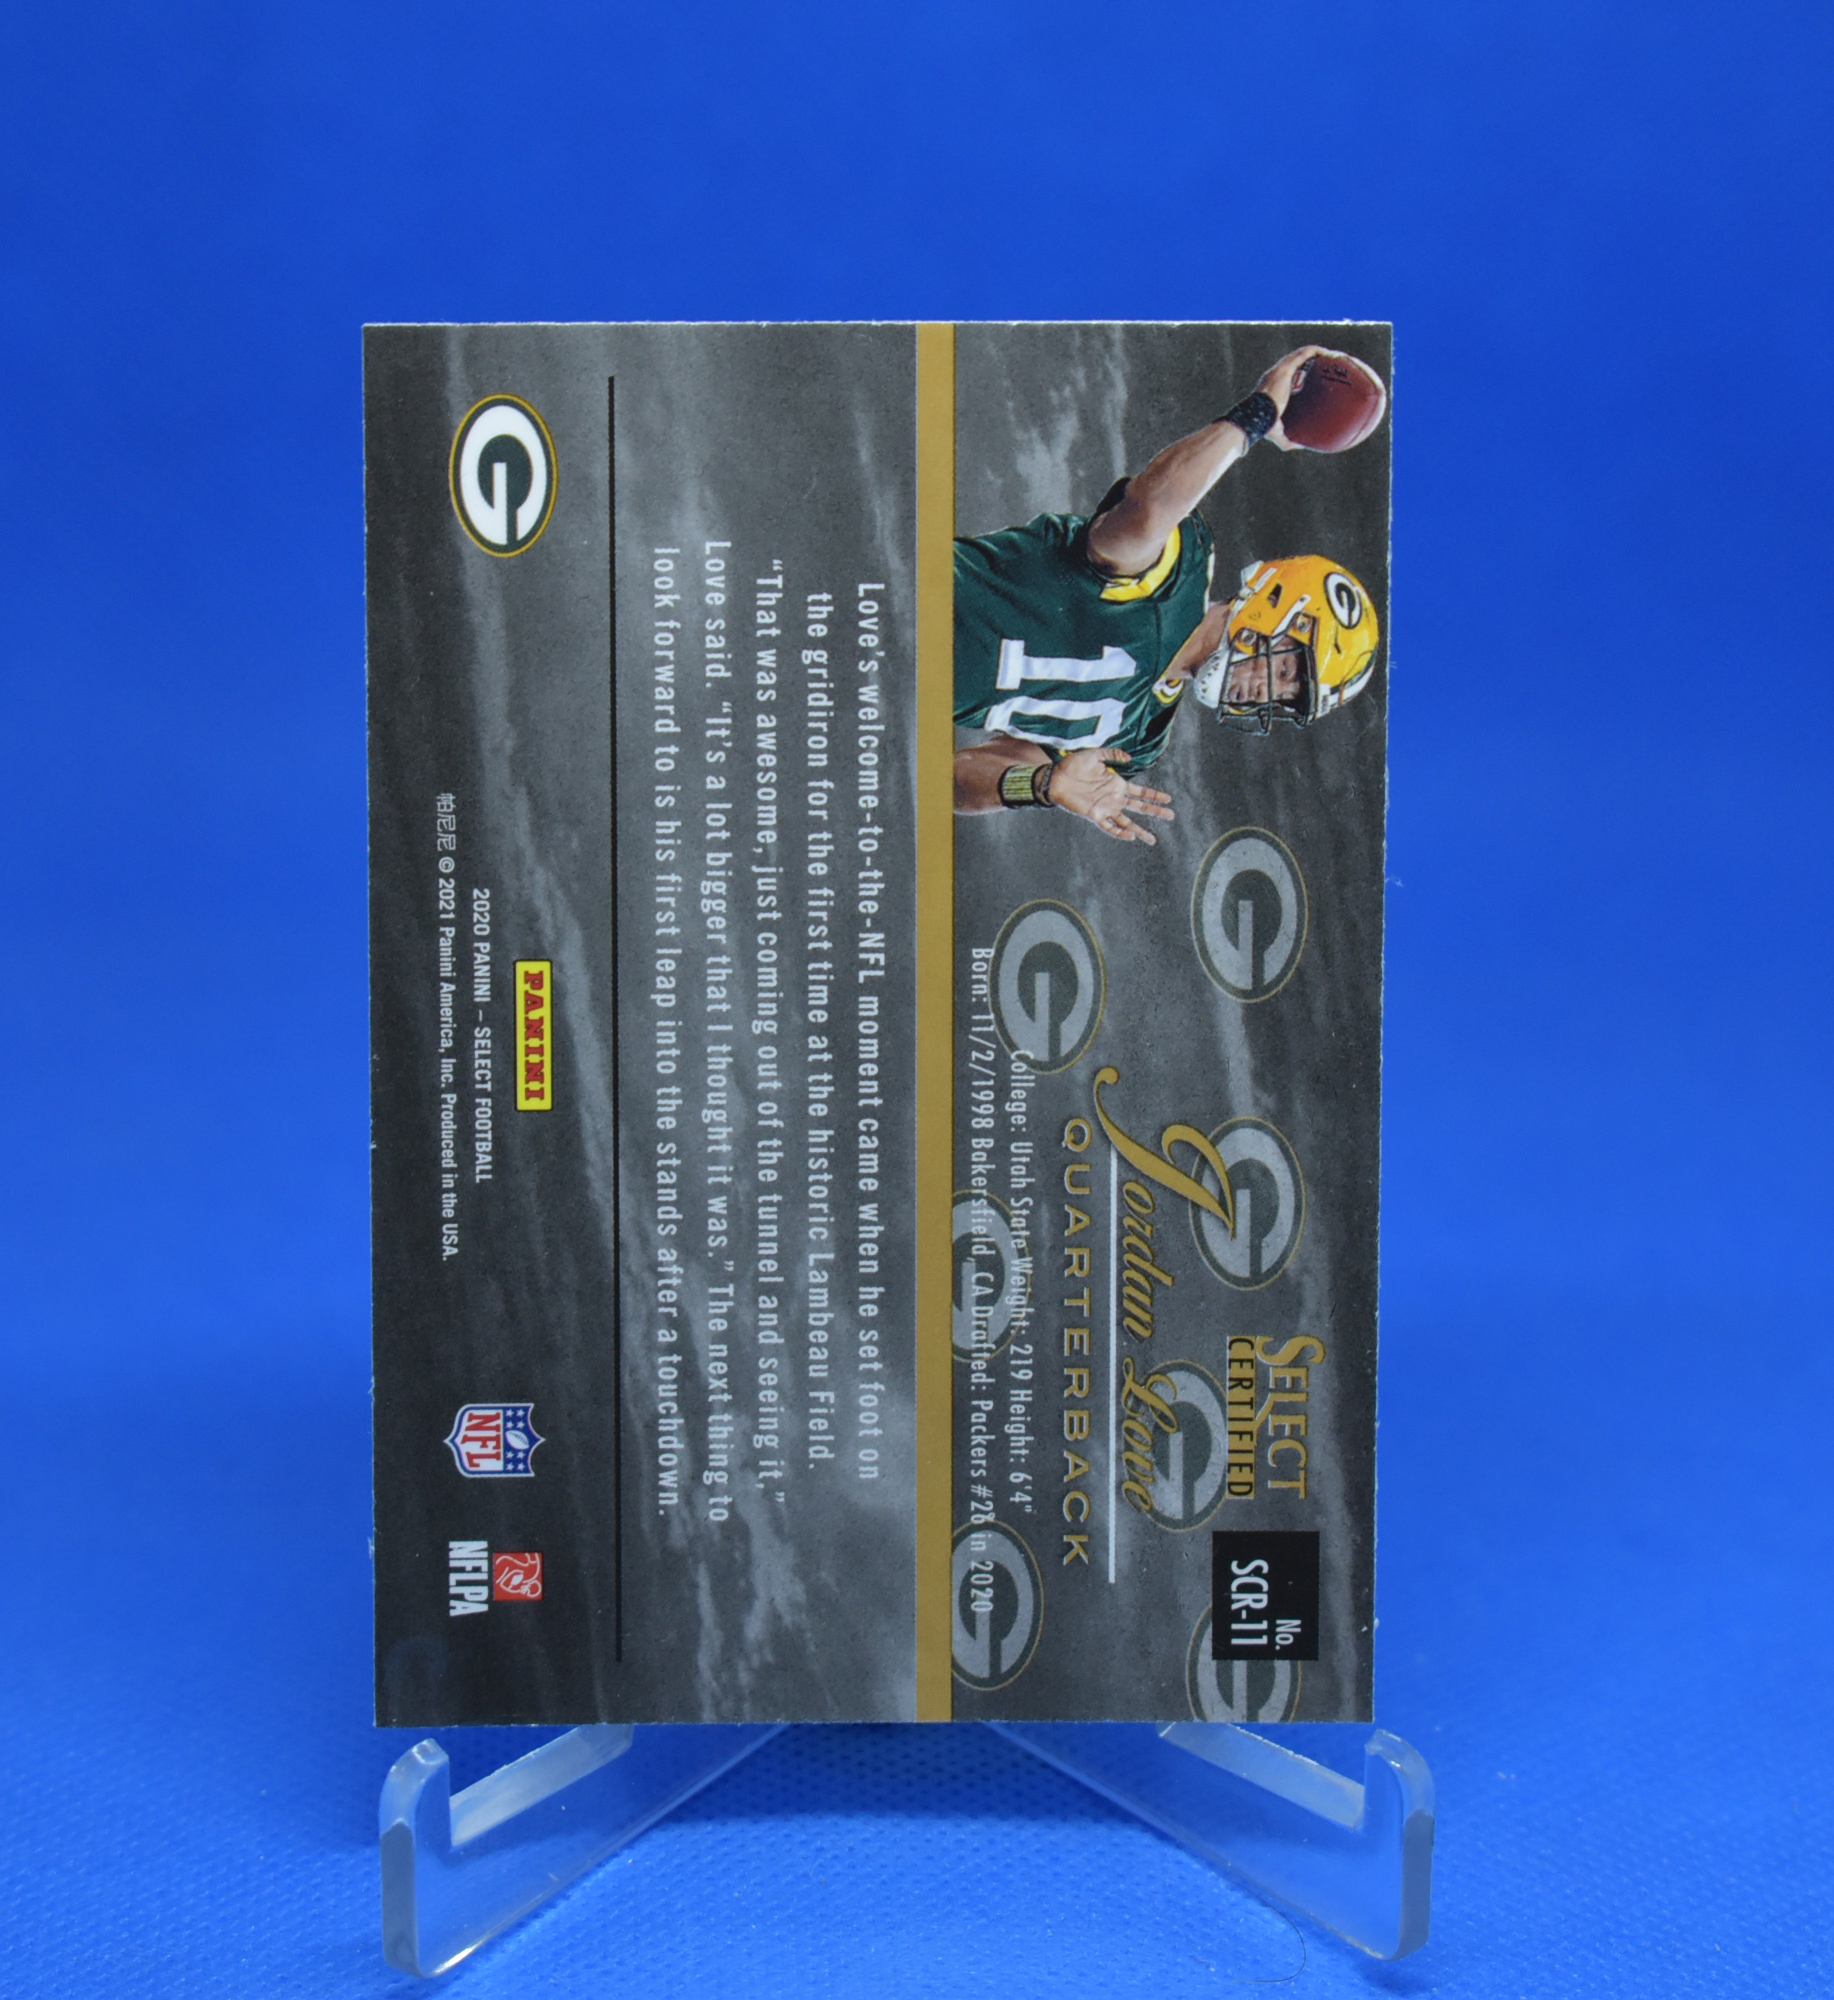 SELECT
CERTIFIED
No.
SCR-11
Jordan Love
QUARTERBACK
College: Utah State Weight: 219 Height: 6'4"
Born: 11/2/1998 Bakersfield, CA Drafted: Packers #26 in 2020
10
Love's welcome-to-the-NFL moment came when he set foot on
the gridiron for the first time at the historic Lambeau Field.
“That was awesome, just coming out of the tunnel and seeing it,”
Love said. “It's a lot bigger that I thought it was.” The next thing to
look forward to is his first leap into the stands after a touchdown.
G
PANINI
2020 PANINI – SELECT FOOTBALL
帕尼尼 © 2021 Panini America, Inc. Produced in the USA.
NFL
NFLPA